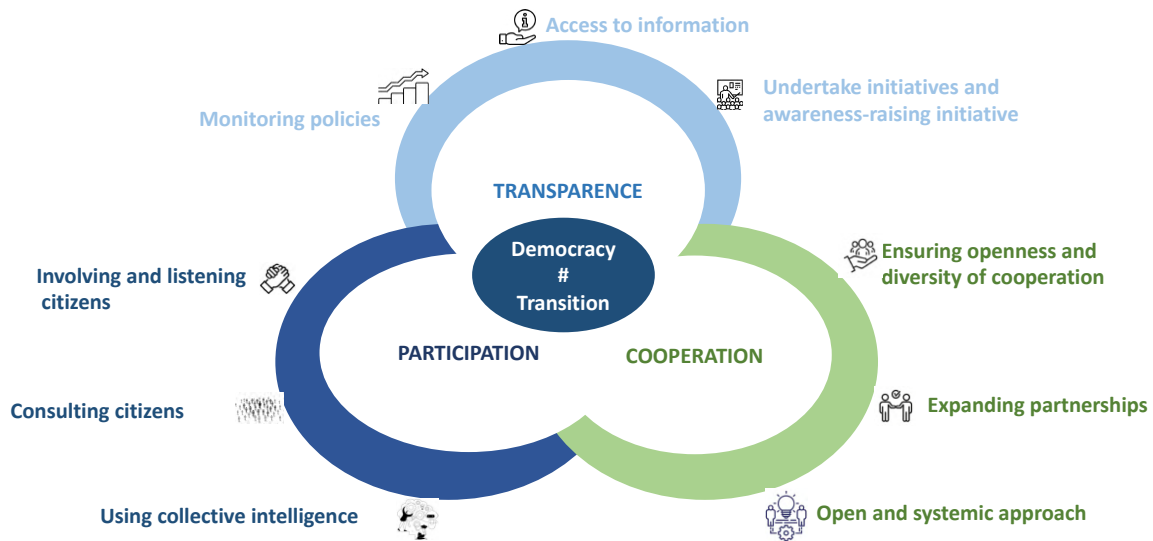 Access to information
Undertake initiatives and
awareness-raising initiative
Monitoring policies
TRANSPARENCE
Democracy
#
Transition
Involving and listening
citizens
Ensuring openness and
diversity of cooperation
PARTICIPATION
COOPERATION
Consulting citizens
Expanding partnerships
Using collective intelligence
Open and systemic approach